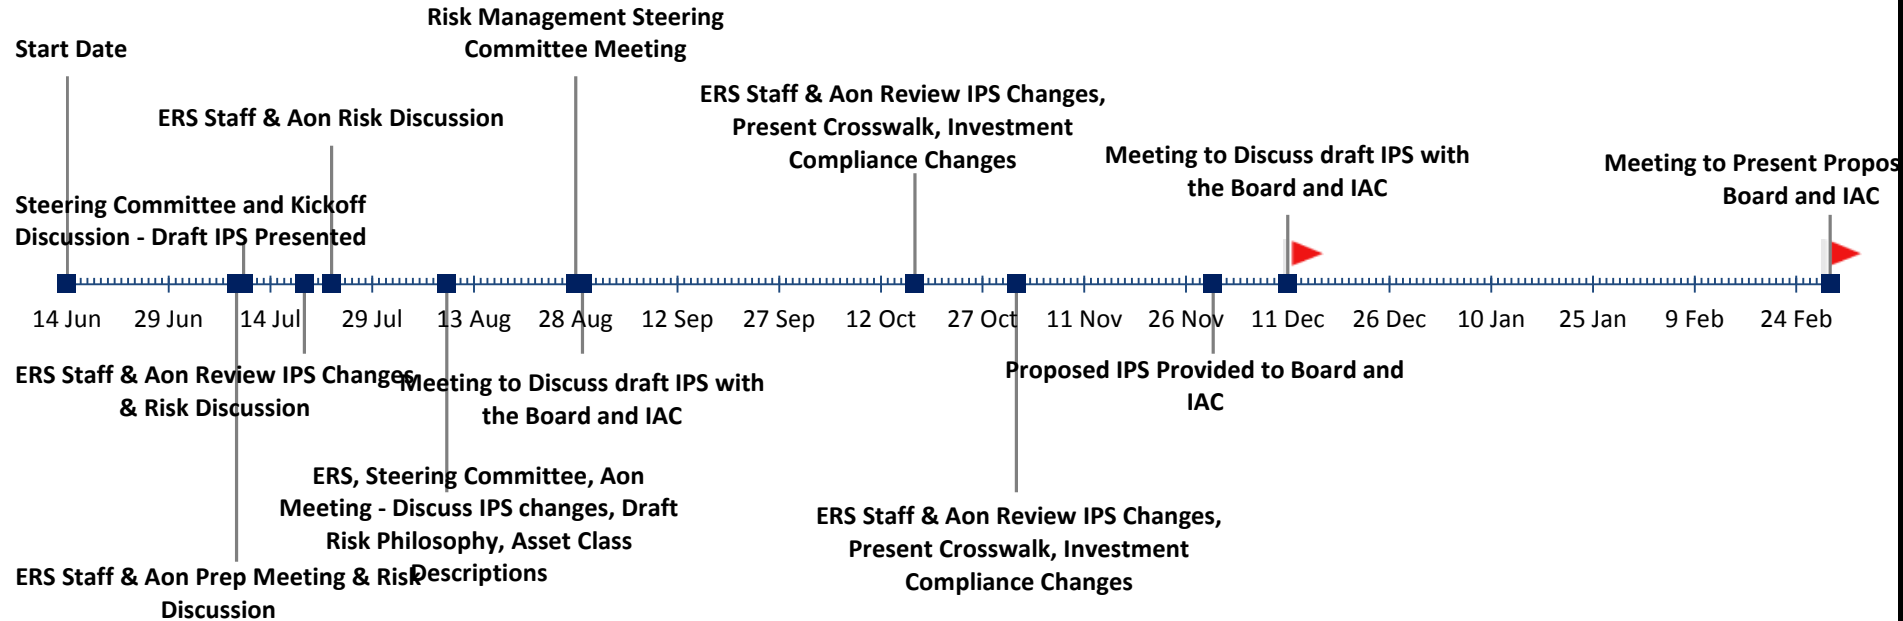 Risk Management Steering
Committee Meeting
Start Date
ERS Staff & Aon Risk Discussion
ERS Staff & Aon Review IPS Changes,
Present Crosswalk, Investment
Compliance Changes
Meeting to Discuss draft IPS with
the Board and IAC
Meeting to Present Propos
Board and IAC
Steering Committee and Kickoff
Discussion - Draft IPS Presented
14 Jun 29 Jun 14 Jul 29 Jul 13 Aug 28 Aug 12 Sep 27 Sep 12 Oct 27 Oct 11 Nov 26 Nov 11 Dec 26 Dec 10 Jan 25 Jan 9 Feb 24 Feb
ERS Staff & Aon Review IPS Changes
& Risk Discussion
Meeting to Discuss draft IPS with
the Board and IAC
Proposed IPS Provided to Board and
IAC
ERS, Steering Committee, Aon
Meeting - Discuss IPS changes, Draft
Risk Philosophy, Asset Class
Descriptions
ERS Staff & Aon Review IPS Changes,
Present Crosswalk, Investment
Compliance Changes
ERS Staff & Aon Prep Meeting & Risk
Discussion